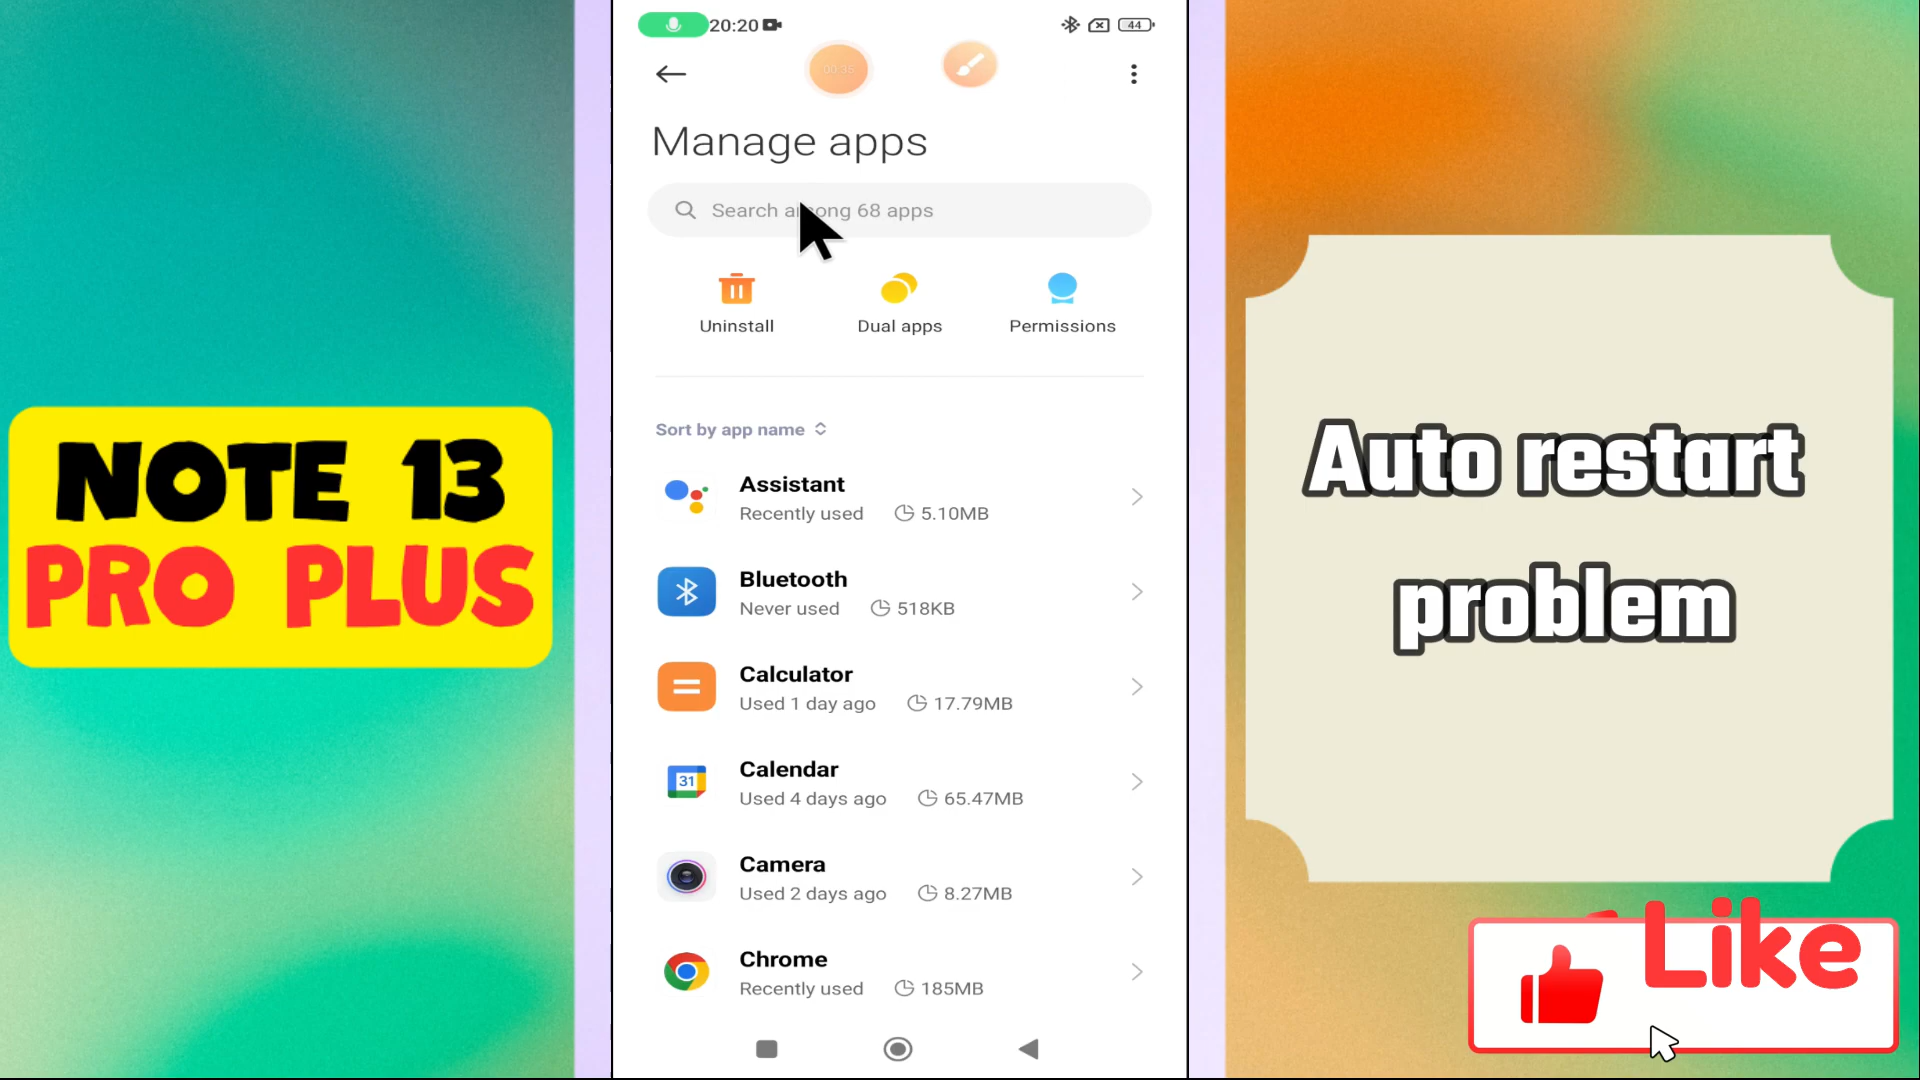 NOTE 13
PRO PLUS
20:20
44
00:35
Manage apps
Search among 68 apps
Uninstall
Dual apps
Permissions
Sort by app name
Assistant
Recently used
5.10MB
Bluetooth
Never used
518KB
Calculator
Used 1 day ago
17.79MB
31
Calendar
Used 4 days ago
65.47MB
Camera
Used 2 days ago
8.27MB
Chrome
Recently used
185MB
Auto restart
problem
Like